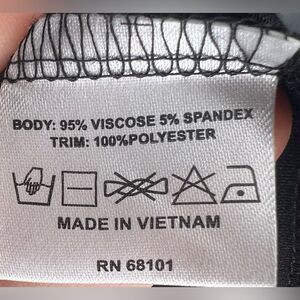 BODY: 95% VISCOSE 5% SPANDEX
TRIM: 100%POLYESTER
MADE IN VIETNAM
RN 68101